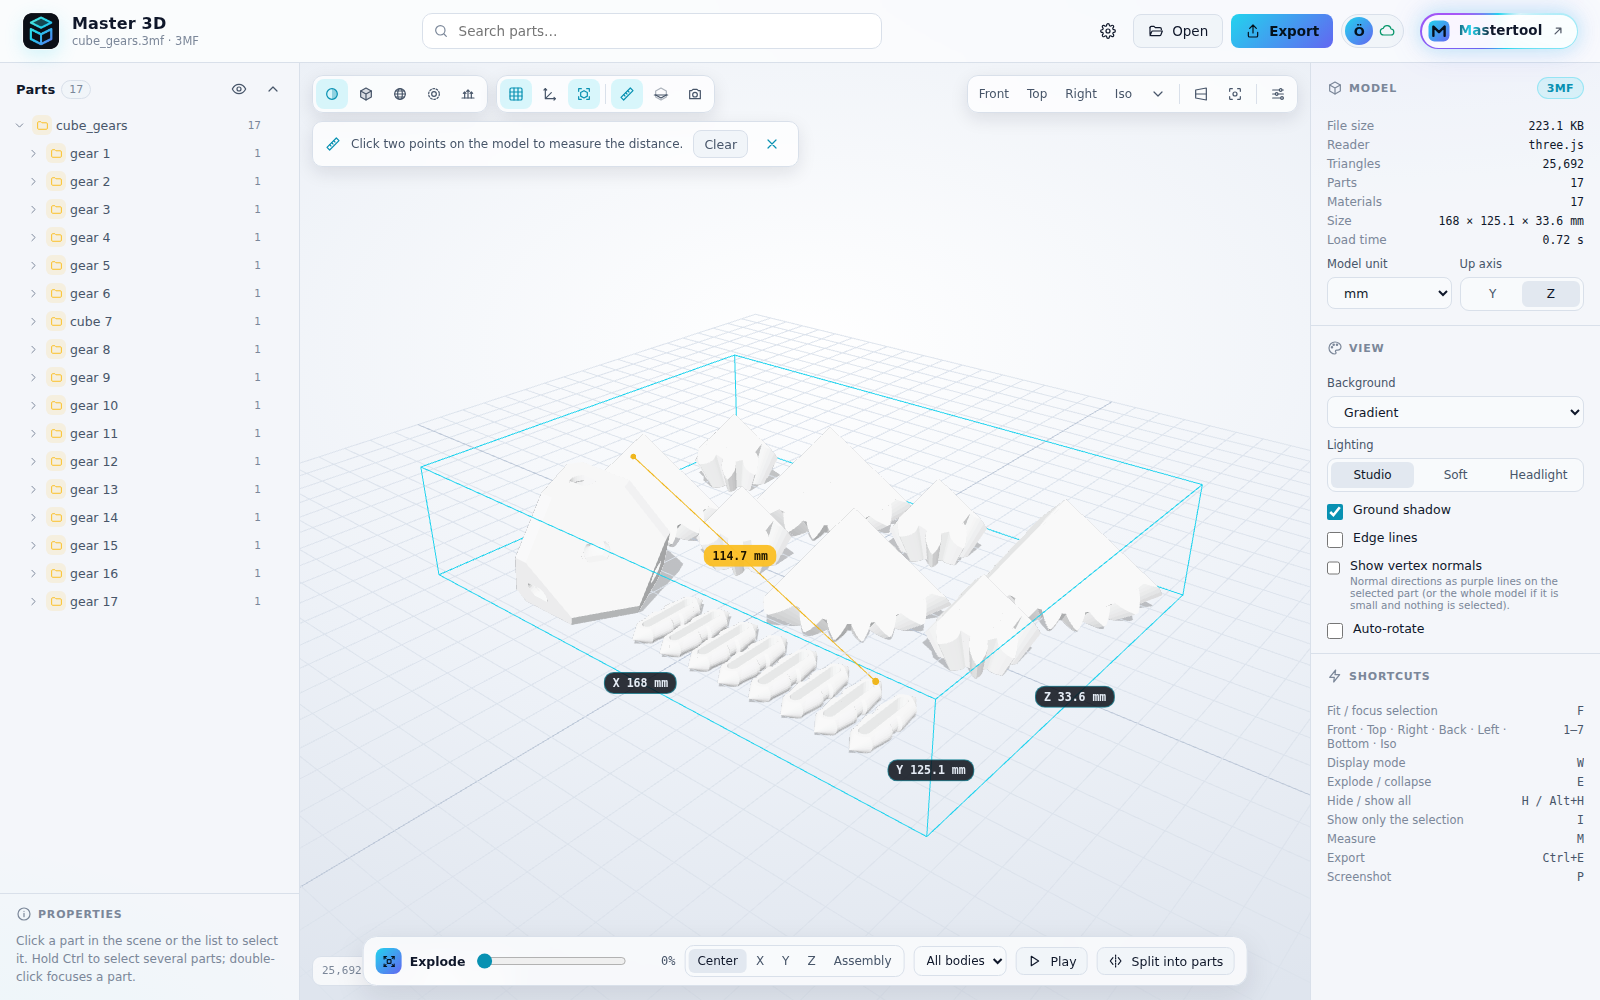 Master 3D
cube_gears.3mf · 3MF
Search parts...
Open
Export
Ö
Mastertool
Parts 17
cube_gears 17
gear 1 1
gear 2 1
gear 3 1
gear 4 1
gear 5 1
gear 6 1
cube 7 1
gear 8 1
gear 9 1
gear 10 1
gear 11 1
gear 12 1
gear 13 1
gear 14 1
gear 15 1
gear 16 1
gear 17 1
PROPERTIES
Click a part in the scene or the list to select
it. Hold Ctrl to select several parts; double-
click focuses a part.
Front Top Right Iso
Click two points on the model to measure the distance. Clear
114.7 mm
X 168 mm
Z 33.6 mm
Y 125.1 mm
25,692
Explode 0% Center X Y Z Assembly All bodies Play Split into parts
MODEL 3MF
File size 223.1 KB
Reader three.js
Triangles 25,692
Parts 17
Materials 17
Size 168 × 125.1 × 33.6 mm
Load time 0.72 s
Model unit Up axis
mm Y Z
VIEW
Background
Gradient
Lighting
Studio Soft Headlight
Ground shadow
Edge lines
Show vertex normals
Normal directions as purple lines on the
selected part (or the whole model if it is
small and nothing is selected).
Auto-rotate
SHORTCUTS
Fit / focus selection F
Front · Top · Right · Back · Left · 1–7
Bottom · Iso
Display mode W
Explode / collapse E
Hide / show all H / Alt+H
Show only the selection I
Measure M
Export Ctrl+E
Screenshot P